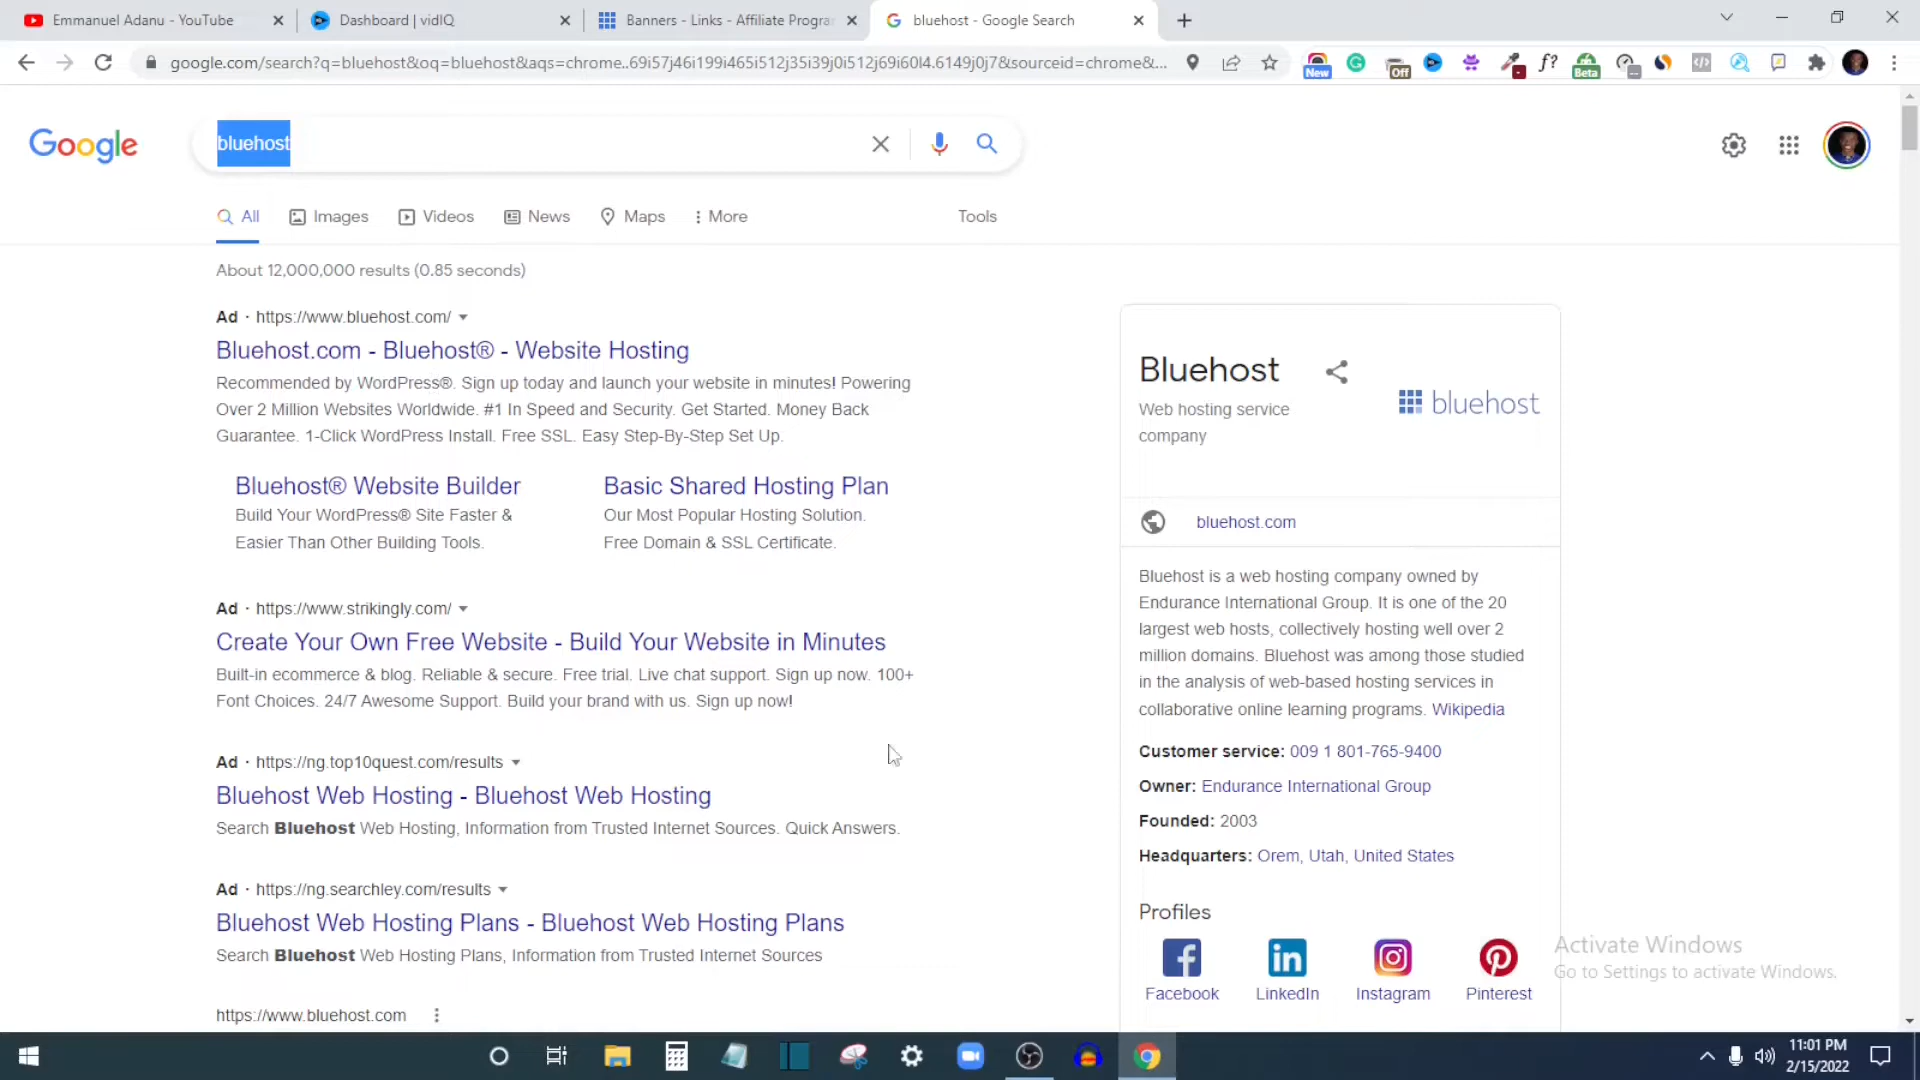 Emmanuel Adanu - YouTube
Dashboard | vidIQ
Banners - Links - Affiliate Progra
bluehost - Google Search
google.com/search?q=bluehost&oq=bluehost&aqs=chrome..69i57j46i199i465i512j35i39j0i512j69i60l4.6149j0j7&sourceid=chrome&...
New
Off
f?
Beta
Google
bluehost
All
Images
Videos
News
Maps
More
Tools
About 12,000,000 results (0.85 seconds)
Ad · https://www.bluehost.com/
Bluehost.com - Bluehost® - Website Hosting
Recommended by WordPress®. Sign up today and launch your website in minutes! Powering
Over 2 Million Websites Worldwide. #1 In Speed and Security. Get Started. Money Back
Guarantee. 1-Click WordPress Install. Free SSL. Easy Step-By-Step Set Up.
Bluehost® Website Builder
Build Your WordPress® Site Faster &
Easier Than Other Building Tools.
Basic Shared Hosting Plan
Our Most Popular Hosting Solution.
Free Domain & SSL Certificate.
Ad · https://www.strikingly.com/
Create Your Own Free Website - Build Your Website in Minutes
Built-in ecommerce & blog. Reliable & secure. Free trial. Live chat support. Sign up now. 100+
Font Choices. 24/7 Awesome Support. Build your brand with us. Sign up now!
Ad · https://ng.top10quest.com/results
Bluehost Web Hosting - Bluehost Web Hosting
Search Bluehost Web Hosting, Information from Trusted Internet Sources. Quick Answers.
Ad · https://ng.searchley.com/results
Bluehost Web Hosting Plans - Bluehost Web Hosting Plans
Search Bluehost Web Hosting Plans, Information from Trusted Internet Sources
https://www.bluehost.com
Bluehost
Web hosting service
company
bluehost
bluehost.com
Bluehost is a web hosting company owned by
Endurance International Group. It is one of the 20
largest web hosts, collectively hosting well over 2
million domains. Bluehost was among those studied
in the analysis of web-based hosting services in
collaborative online learning programs. Wikipedia
Customer service: 009 1 801-765-9400
Owner: Endurance International Group
Founded: 2003
Headquarters: Orem, Utah, United States
Profiles
Facebook
LinkedIn
Instagram
Pinterest
Activate Windows
Go to Settings to activate Windows.
11:01 PM
2/15/2022